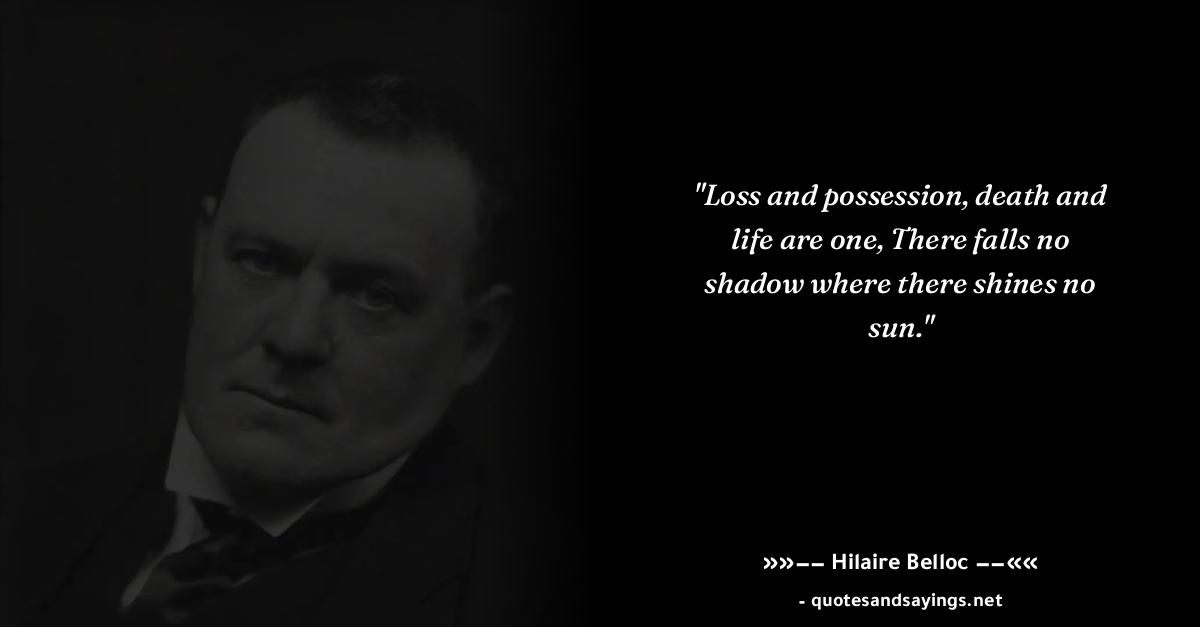 "Loss and possession, death and
life are one, There falls no
shadow where there shines no
sun."
»»−− Hilaire Belloc −−««
- quotesandsayings.net